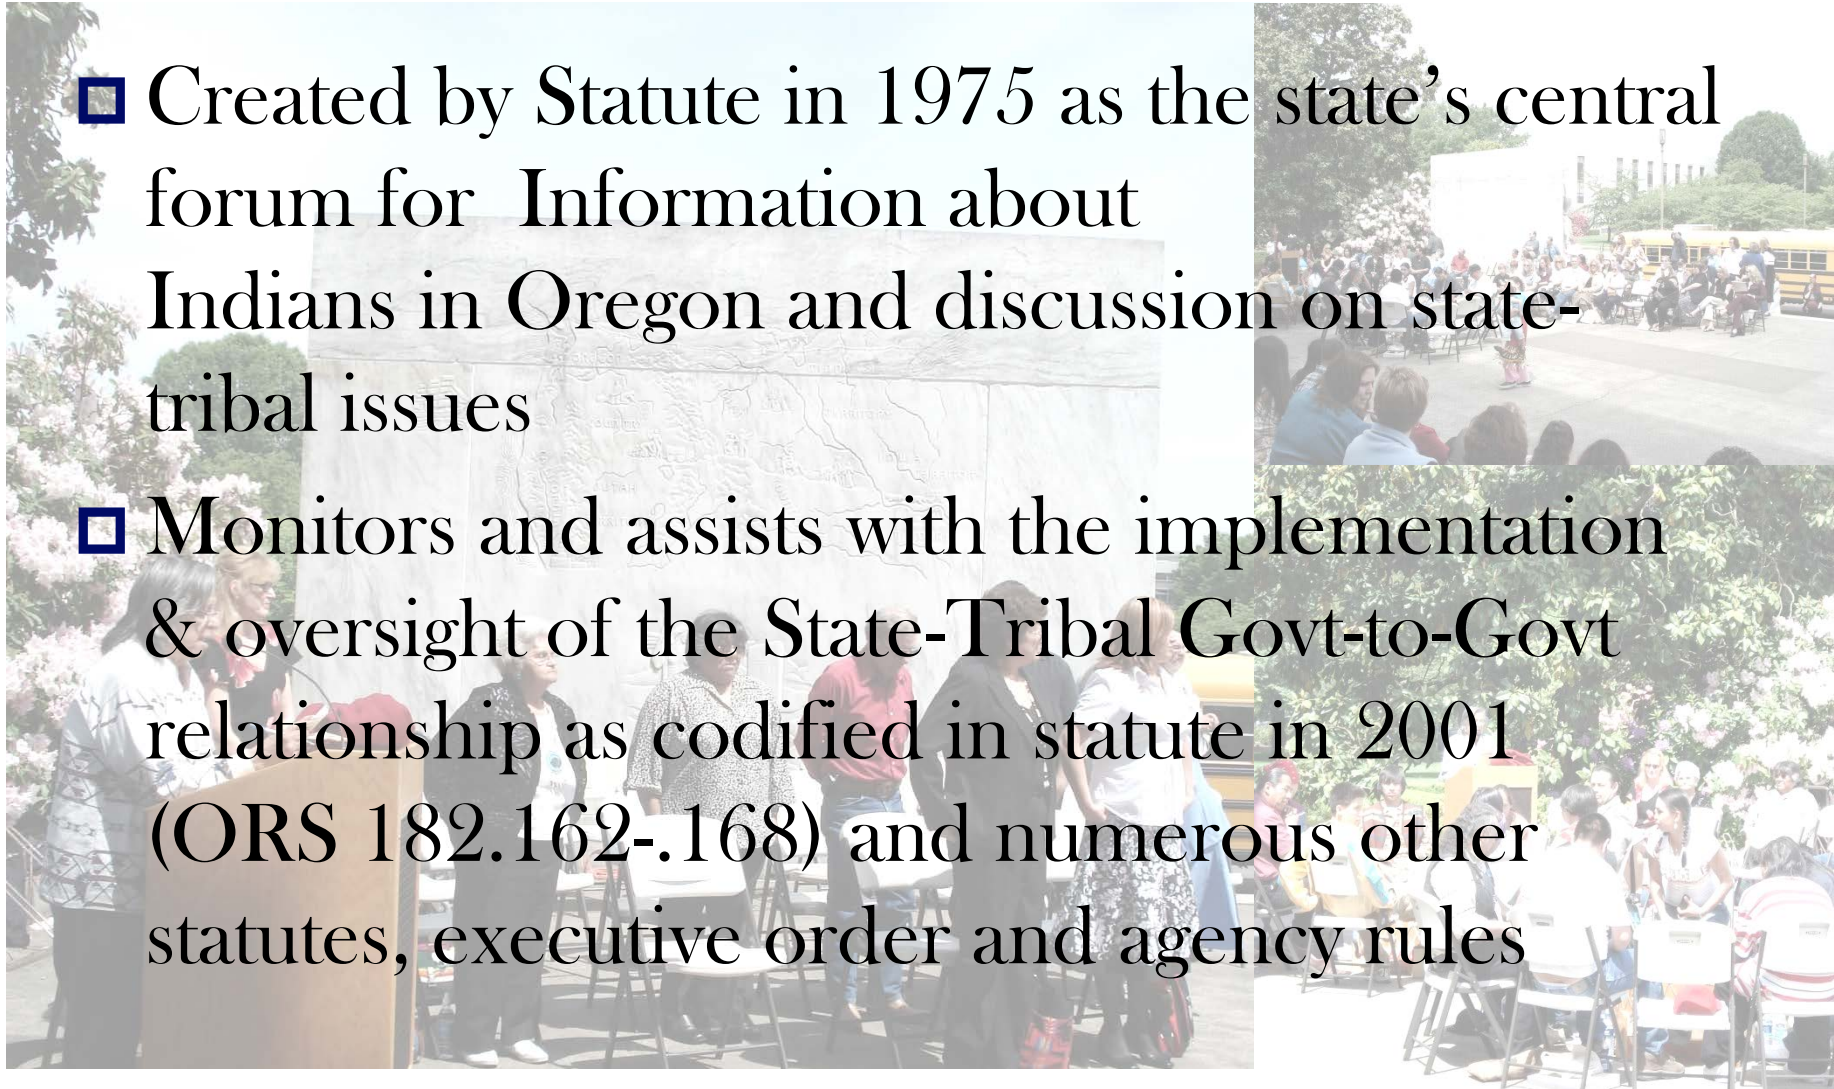 Created by Statute in 1975 as the state’s central
forum for Information about
Indians in Oregon and discussion on state-
tribal issues
Monitors and assists with the implementation
& oversight of the State-Tribal Govt-to-Govt
relationship as codified in statute in 2001
(ORS 182.162-.168) and numerous other
statutes, executive order and agency rules